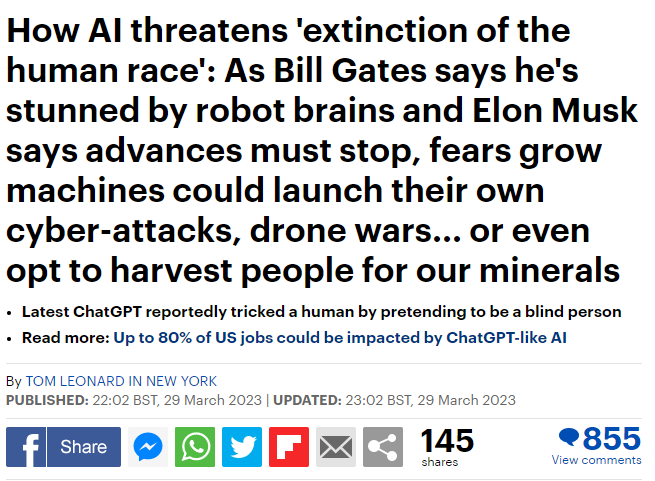 How AI threatens 'extinction of the
human race': As Bill Gates says he's
stunned by robot brains and Elon Musk
says advances must stop, fears grow
machines could launch their own
cyber-attacks, drone wars... or even
opt to harvest people for our minerals
• Latest ChatGPT reportedly tricked a human by pretending to be a blind person
• Read more: Up to 80% of US jobs could be impacted by ChatGPT-like AI
By TOM LEONARD IN NEW YORK
PUBLISHED: 22:02 BST, 29 March 2023 | UPDATED: 23:02 BST, 29 March 2023
Share
145
shares
855
View comments